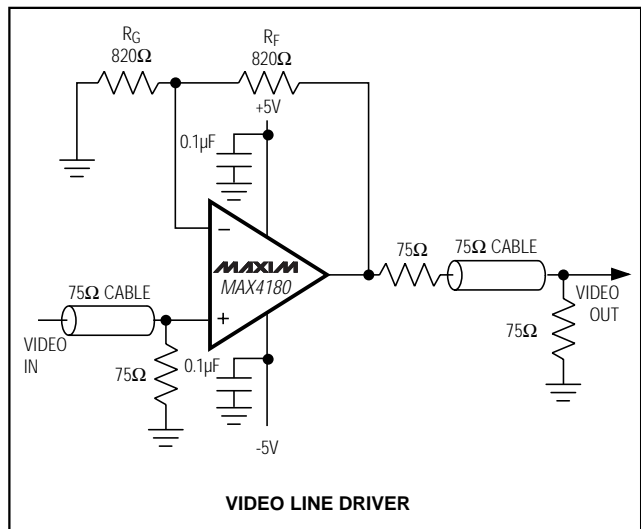 RG
820Ω
RF
820Ω
+5V
0.1µF
−
MAXIM
MAX4180
75Ω
75Ω CABLE
75Ω CABLE
+
VIDEO
IN
75Ω
0.1µF
-5V
VIDEO
OUT
75Ω
VIDEO LINE DRIVER